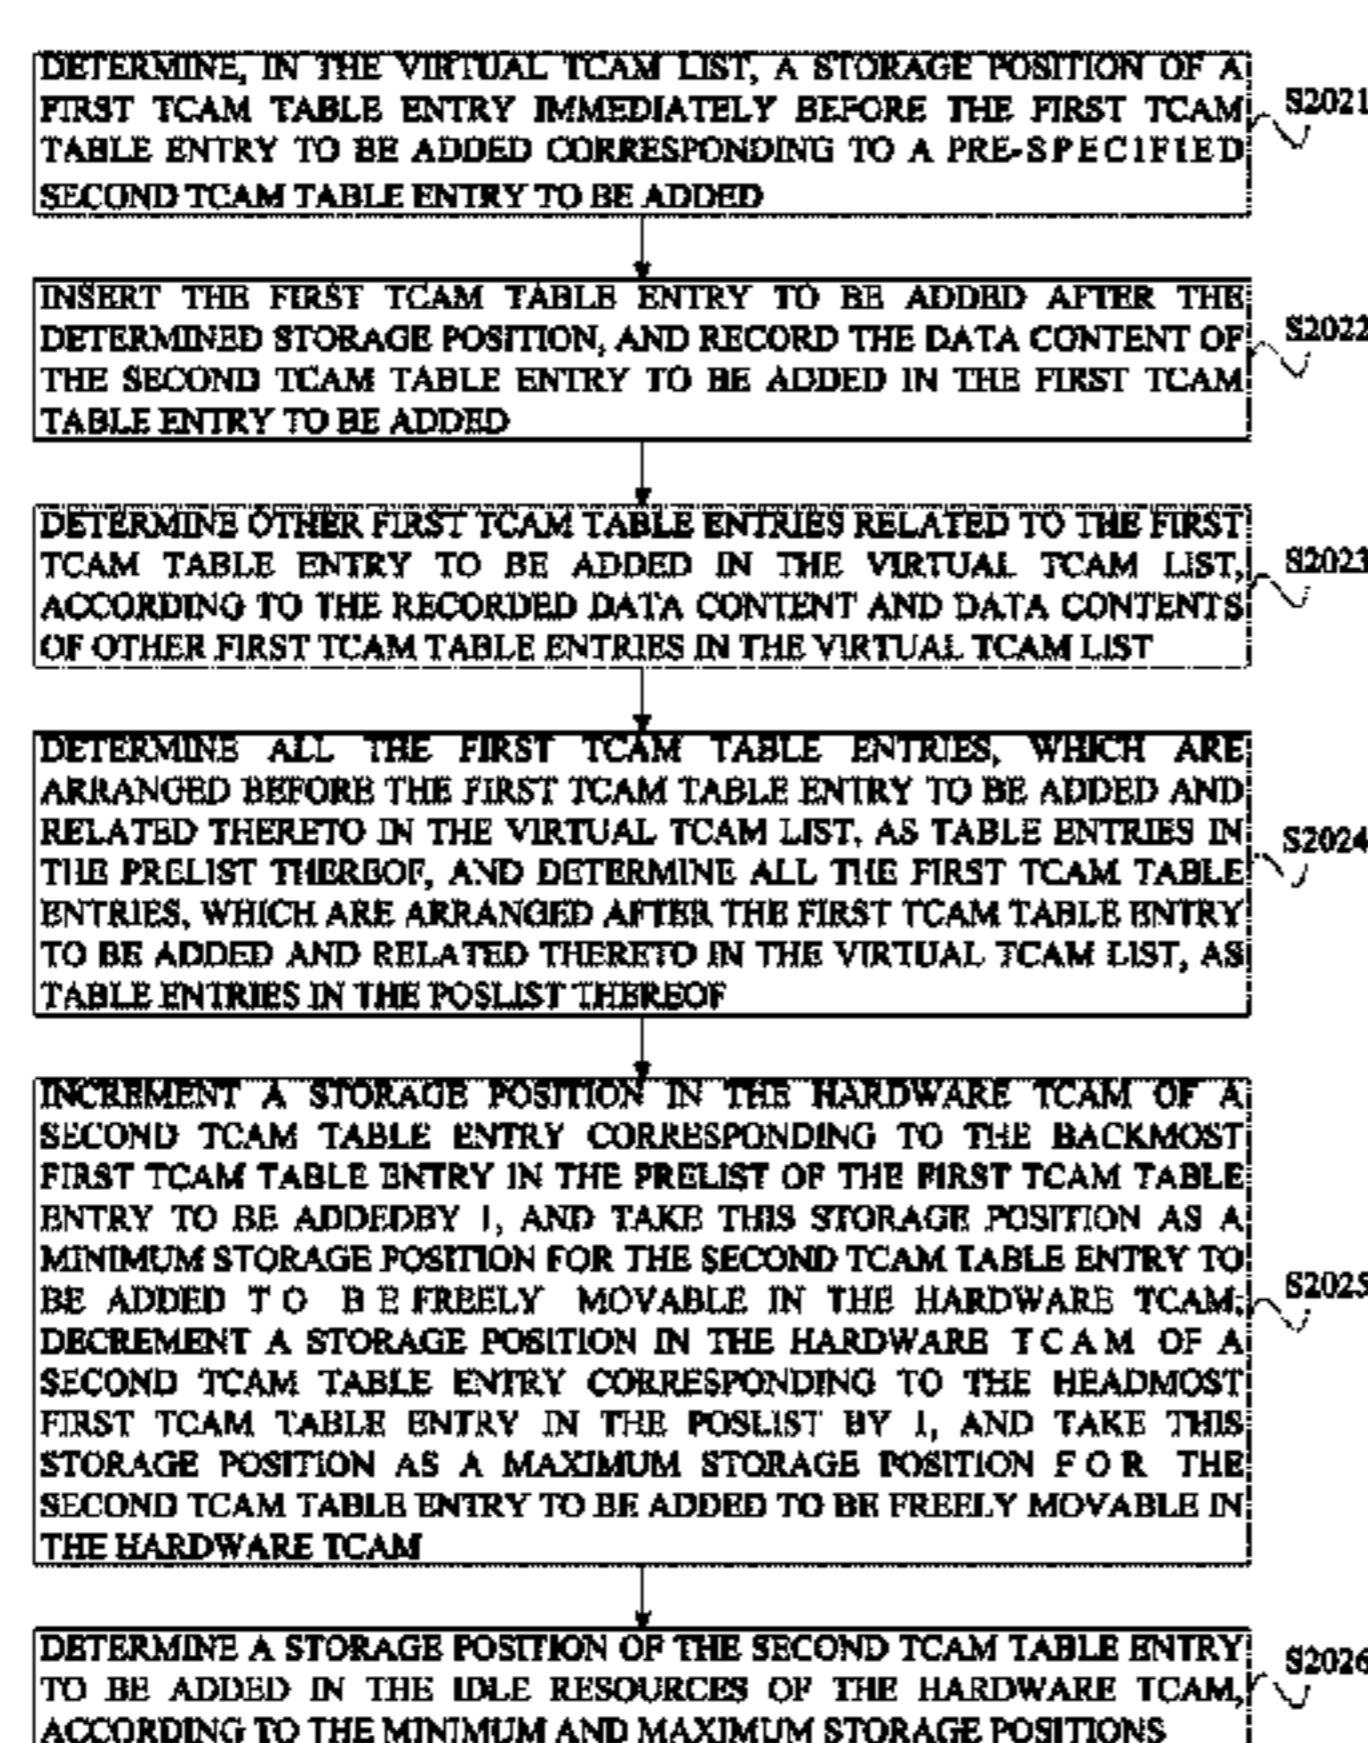 DETERMINE, IN THE VIRTUAL TCAM LIST, A STORAGE POSITION OF A
FIRST TCAM TABLE ENTRY IMMEDIATELY BEFORE THE FIRST TCAM
TABLE ENTRY TO BE ADDED CORRESPONDING TO A PRE-SPECIFIED
SECOND TCAM TABLE ENTRY TO BE ADDED
S2021
INSERT THE FIRST TCAM TABLE ENTRY TO BE ADDED AFTER THE
DETERMINED STORAGE POSITION, AND RECORD THE DATA CONTENT OF
THE SECOND TCAM TABLE ENTRY TO BE ADDED IN THE FIRST TCAM
TABLE ENTRY TO BE ADDED
S2022
DETERMINE OTHER FIRST TCAM TABLE ENTRIES RELATED TO THE FIRST
TCAM TABLE ENTRY TO BE ADDED IN THE VIRTUAL TCAM LIST,
ACCORDING TO THE RECORDED DATA CONTENT AND DATA CONTENTS
OF OTHER FIRST TCAM TABLE ENTRIES IN THE VIRTUAL TCAM LIST
S2023
DETERMINE ALL THE FIRST TCAM TABLE ENTRIES, WHICH ARE
ARRANGED BEFORE THE FIRST TCAM TABLE ENTRY TO BE ADDED AND
RELATED THERETO IN THE VIRTUAL TCAM LIST, AS TABLE ENTRIES IN
THE PRELIST THEREOF, AND DETERMINE ALL THE FIRST TCAM TABLE
ENTRIES, WHICH ARE ARRANGED AFTER THE FIRST TCAM TABLE ENTRY
TO BE ADDED AND RELATED THERETO IN THE VIRTUAL TCAM LIST, AS
TABLE ENTRIES IN THE POSLIST THEREOF
S2024
INCREMENT A STORAGE POSITION IN THE HARDWARE TCAM OF A
SECOND TCAM TABLE ENTRY CORRESPONDING TO THE BACKMOST
FIRST TCAM TABLE ENTRY IN THE PRELIST OF THE FIRST TCAM TABLE
ENTRY TO BE ADDEDBY 1, AND TAKE THIS STORAGE POSITION AS A
MINIMUM STORAGE POSITION FOR THE SECOND TCAM TABLE ENTRY TO
BE ADDED TO BE FREELY MOVABLE IN THE HARDWARE TCAM;
DECREMENT A STORAGE POSITION IN THE HARDWARE TCAM OF A
SECOND TCAM TABLE ENTRY CORRESPONDING TO THE HEADMOST
FIRST TCAM TABLE ENTRY IN THE POSLIST BY 1, AND TAKE THIS
STORAGE POSITION AS A MAXIMUM STORAGE POSITION FOR THE
SECOND TCAM TABLE ENTRY TO BE ADDED TO BE FREELY MOVABLE IN
THE HARDWARE TCAM
S2025
DETERMINE A STORAGE POSITION OF THE SECOND TCAM TABLE ENTRY
TO BE ADDED IN THE IDLE RESOURCES OF THE HARDWARE TCAM,
ACCORDING TO THE MINIMUM AND MAXIMUM STORAGE POSITIONS
S2026